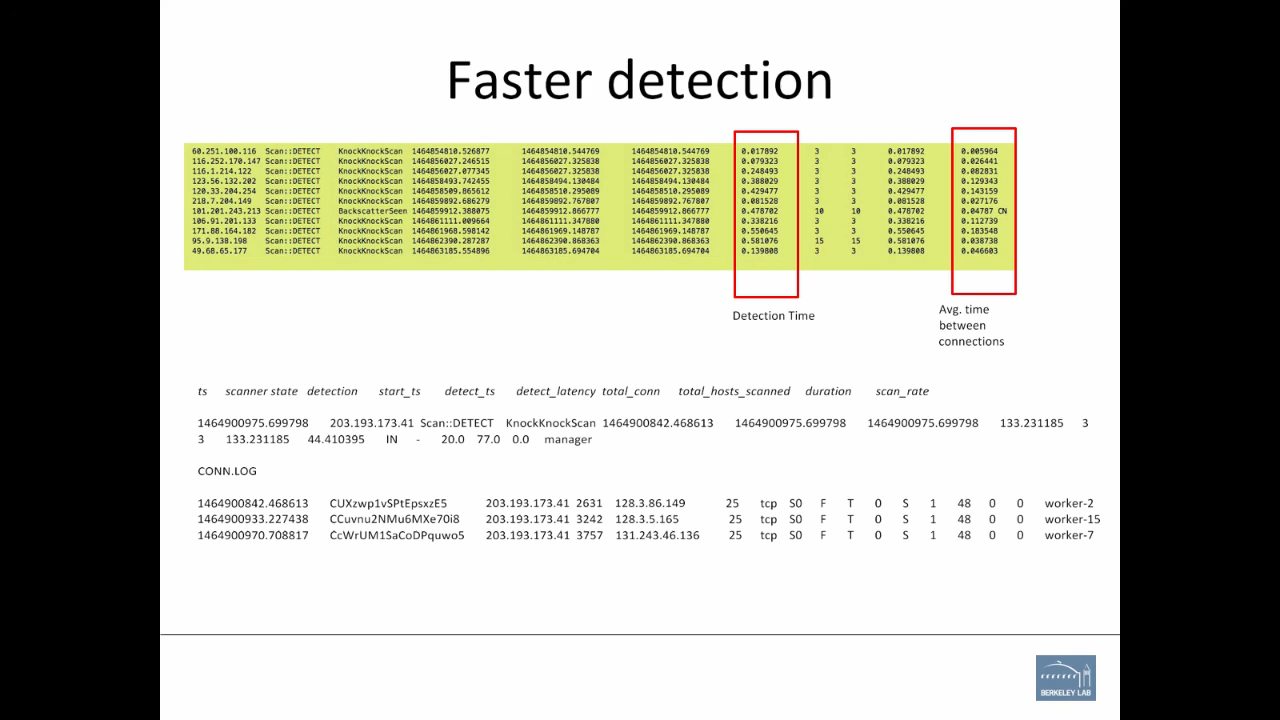 Faster detection
60.251.100.116 Scan::DETECT KnockKnockScan 1464854810.526877 1464854810.544769 1464854810.544769 0.017892 3 3 0.017892 0.005964
116.252.170.147 Scan::DETECT KnockKnockScan 1464856027.246515 1464856027.325838 1464856027.325838 0.079323 3 3 0.079323 0.026441
116.1.214.122 Scan::DETECT KnockKnockScan 1464856027.077345 1464856027.325838 1464856027.325838 0.248493 3 3 0.248493 0.082831
123.56.132.202 Scan::DETECT KnockKnockScan 1464858493.742455 1464858494.130484 1464858494.130484 0.388029 3 3 0.388029 0.129343
120.33.204.254 Scan::DETECT KnockKnockScan 1464858509.865612 1464858510.295089 1464858510.295089 0.429477 3 3 0.429477 0.143159
218.7.204.149 Scan::DETECT KnockKnockScan 1464859892.686279 1464859892.767807 1464859892.767807 0.081528 3 3 0.081528 0.027176
101.201.243.213 Scan::DETECT BackscatterSeen 1464859912.388075 1464859912.866777 1464859912.866777 0.478702 10 10 0.478702 0.04787 CN
106.91.201.133 Scan::DETECT KnockKnockScan 1464861111.009664 1464861111.347880 1464861111.347880 0.338216 3 3 0.338216 0.112739
171.88.164.182 Scan::DETECT KnockKnockScan 1464861968.598142 1464861969.148787 1464861969.148787 0.550645 3 3 0.550645 0.183548
95.9.138.198 Scan::DETECT KnockKnockScan 1464862390.287287 1464862390.868363 1464862390.868363 0.581076 15 15 0.581076 0.038738
49.68.65.177 Scan::DETECT KnockKnockScan 1464863185.554896 1464863185.694704 1464863185.694704 0.139808 3 3 0.139808 0.046603
Detection Time
Avg. time
between
connections
ts scanner state detection start_ts detect_ts detect_latency total_conn total_hosts_scanned duration scan_rate
1464900975.699798 203.193.173.41 Scan::DETECT KnockKnockScan 1464900842.468613 1464900975.699798 1464900975.699798 133.231185 3
3 133.231185 44.410395 IN - 20.0 77.0 0.0 manager
CONN.LOG
1464900842.468613 CUXzwp1vSPtEpsxzE5 203.193.173.41 2631 128.3.86.149 25 tcp S0 F T 0 S 1 48 0 0 worker-2
1464900933.227438 CCuvnu2NMu6MXe70i8 203.193.173.41 3242 128.3.5.165 25 tcp S0 F T 0 S 1 48 0 0 worker-15
1464900970.708817 CcWrUM1SaCoDPquwo5 203.193.173.41 3757 131.243.46.136 25 tcp S0 F T 0 S 1 48 0 0 worker-7
BERKELEY LAB